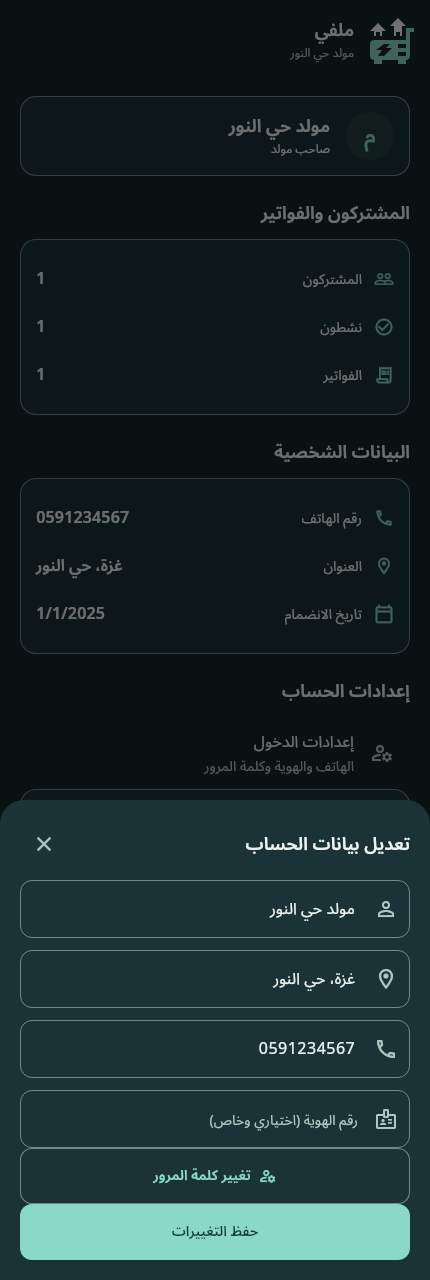 ملفي
مولد حي النور
م
مولد حي النور
صاحب مولد
المشتركون والفواتير
المشتركون 1
نشطون 1
الفواتير 1
البيانات الشخصية
رقم الهاتف 0591234567
العنوان غزة، حي النور
تاريخ الانضمام 1/1/2025
إعدادات الحساب
إعدادات الدخول
الهاتف والهوية وكلمة المرور
تعديل بيانات الحساب
مولد حي النور
غزة، حي النور
0591234567
رقم الهوية (اختياري وخاص)
تغيير كلمة المرور
حفظ التغييرات